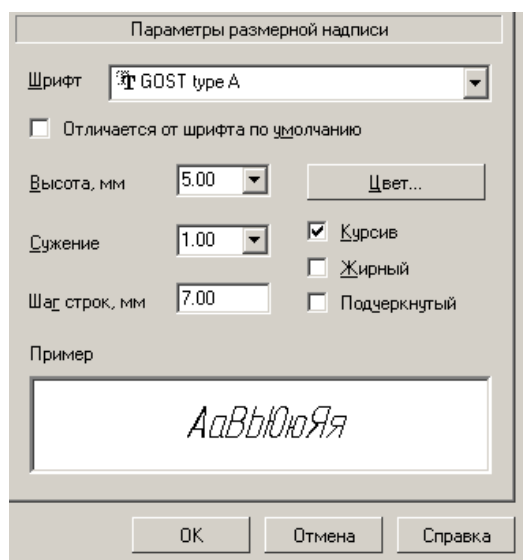 Параметры размерной надписи
Шрифт GOST type A
Отличается от шрифта по умолчанию
Высота, мм 5.00 Цвет...
Сужение 1.00 Курсив
Жирный
Шаг строк, мм 7.00 Подчеркнутый
Пример
АаВЫОюЯя
OK Отмена Справка